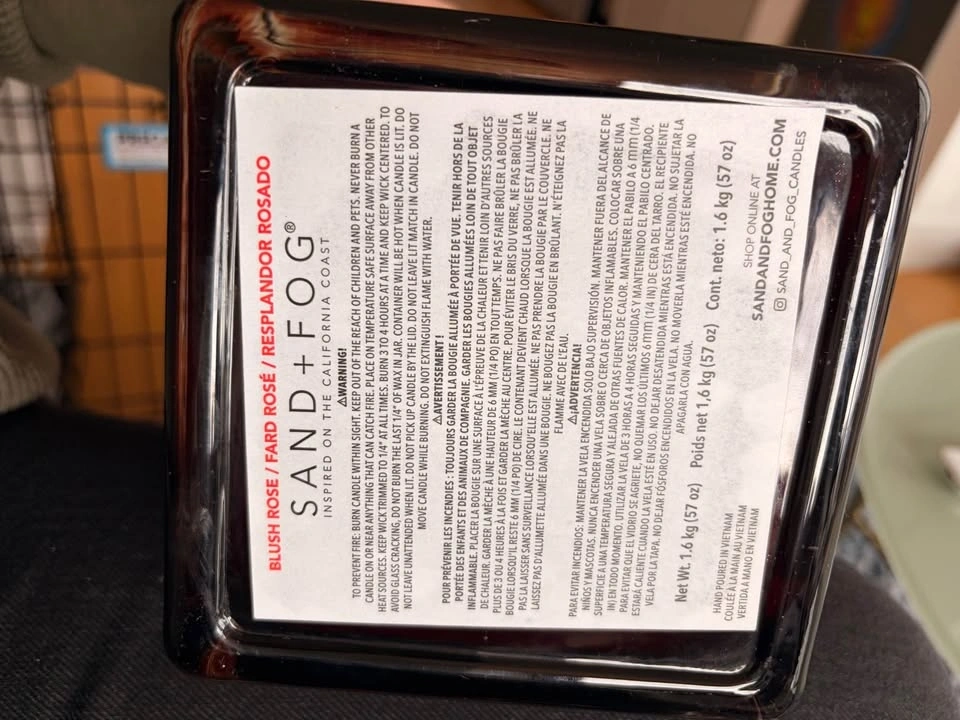 BLUSH ROSE / FARD ROSÉ / RESPLANDOR ROSADO
SAND + FOG®
INSPIRED ON THE CALIFORNIA COAST
⚠WARNING!
TO PREVENT FIRE: BURN CANDLE WITHIN SIGHT. KEEP OUT OF THE REACH OF CHILDREN AND PETS. NEVER BURN A
CANDLE ON OR NEAR ANYTHING THAT CAN CATCH FIRE. PLACE ON TEMPERATURE SAFE SURFACE AWAY FROM OTHER
HEAT SOURCES. KEEP WICK TRIMMED TO 1/4" AT ALL TIMES. BURN 3 TO 4 HOURS AT A TIME AND KEEP WICK CENTERED. TO
AVOID GLASS CRACKING, DO NOT BURN THE LAST 1/4" OF WAX IN JAR. CONTAINER WILL BE HOT WHEN CANDLE IS LIT. DO
NOT LEAVE UNATTENDED WHEN LIT. DO NOT PICK UP CANDLE BY THE LID. DO NOT LEAVE LIT MATCH IN CANDLE. DO NOT
MOVE CANDLE WHILE BURNING. DO NOT EXTINGUISH FLAME WITH WATER.
⚠AVERTISSEMENT !
POUR PRÉVENIR LES INCENDIES : TOUJOURS GARDER LA BOUGIE ALLUMÉE À PORTÉE DE VUE. TENIR HORS DE LA
PORTÉE DES ENFANTS ET DES ANIMAUX DE COMPAGNIE. GARDER LES BOUGIES ALLUMÉES LOIN DE TOUT OBJET
INFLAMMABLE. PLACER LA BOUGIE SUR UNE SURFACE À L'ÉPREUVE DE LA CHALEUR ET TENIR LOIN D'AUTRES SOURCES
DE CHALEUR. GARDER LA MÈCHE À UNE HAUTEUR DE 6 MM (1/4 PO) EN TOUT TEMPS. NE PAS FAIRE BRÛLER LA BOUGIE
PLUS DE 3 OU 4 HEURES À LA FOIS ET GARDER LA MÈCHE AU CENTRE. POUR ÉVITER LE BRIS DU VERRE, NE PAS BRÛLER LA
BOUGIE LORSQU'IL RESTE 6 MM (1/4 PO) DE CIRE. LE CONTENANT DEVIENT CHAUD LORSQUE LA BOUGIE EST ALLUMÉE. NE
PAS LA LAISSER SANS SURVEILLANCE LORSQU'ELLE EST ALLUMÉE. NE PAS PRENDRE LA BOUGIE PAR LE COUVERCLE. NE
LAISSEZ PAS D'ALLUMETTE ALLUMÉE DANS UNE BOUGIE. NE BOUGEZ PAS LA BOUGIE EN BRÛLANT. N'ÉTEIGNEZ PAS LA
FLAMME AVEC DE L'EAU.
⚠¡ADVERTENCIA!
PARA EVITAR INCENDIOS: MANTENER LA VELA ENCENDIDA SOLO BAJO SUPERVISIÓN. MANTENER FUERA DEL ALCANCE DE
NIÑOS Y MASCOTAS. NUNCA ENCENDER UNA VELA SOBRE O CERCA DE OBJETOS INFLAMABLES. COLOCAR SOBRE UNA
SUPERFICIE A UNA TEMPERATURA SEGURA Y ALEJADA DE OTRAS FUENTES DE CALOR. MANTENER EL PABILO A 6 mm (1/4
IN) EN TODO MOMENTO. UTILIZAR LA VELA DE 3 HORAS A 4 HORAS SEGUIDAS Y MANTENIENDO EL PABILO CENTRADO.
PARA EVITAR QUE EL VIDRIO SE AGRIETE, NO QUEMAR LOS ÚLTIMOS 6 mm (1/4 IN) DE CERA DEL TARRO. EL RECIPIENTE
ESTARÁ CALIENTE CUANDO LA VELA ESTÉ EN USO. NO DEJAR DESATENDIDA MIENTRAS ESTÁ ENCENDIDA. NO SUJETAR LA
VELA POR LA TAPA. NO DEJAR FÓSFOROS ENCENDIDOS EN LA VELA. NO MOVERLA MIENTRAS ESTÉ ENCENDIDA. NO
APAGARLA CON AGUA.
Net Wt. 1.6 kg (57 oz) Poids net 1,6 kg (57 oz) Cont. neto: 1.6 kg (57 oz)
HAND POURED IN VIETNAM
COULÉE À LA MAIN AU VIETNAM
VERTIDA A MANO EN VIETNAM
SHOP ONLINE AT
SANDANDFOGHOME.COM
SAND_AND_FOG_CANDLES